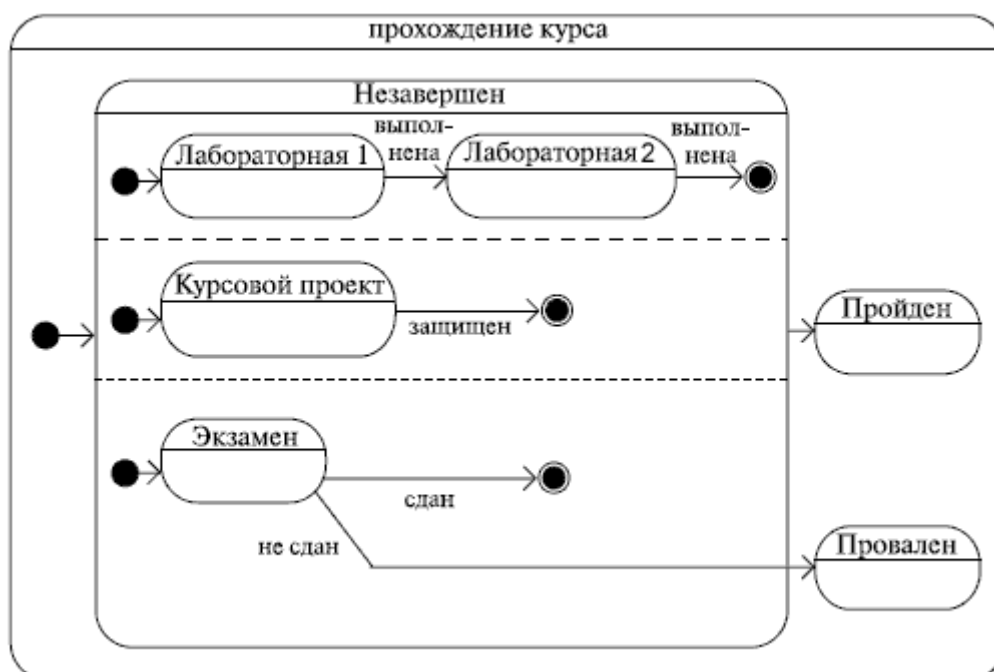 прохождение курса
Незавершен
выпол-
нена
выпол-
нена
Лабораторная 1
Лабораторная 2
Курсовой проект
защищен
Пройден
Экзамен
сдан
не сдан
Провален